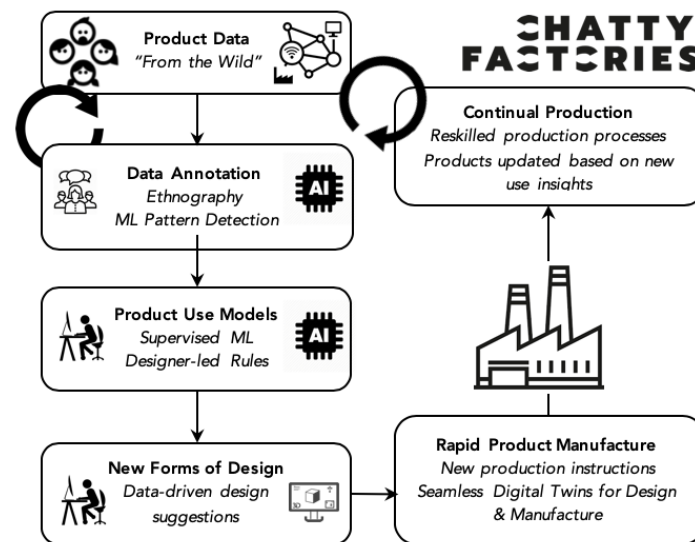 CHATTY
FACTORIES
Product Data
“From the Wild”
Data Annotation
Ethnography
ML Pattern Detection
AI
Product Use Models
Supervised ML
Designer-led Rules
AI
New Forms of Design
Data-driven design
suggestions
Rapid Product Manufacture
New production instructions
Seamless Digital Twins for Design
& Manufacture
Continual Production
Reskilled production processes
Products updated based on new
use insights